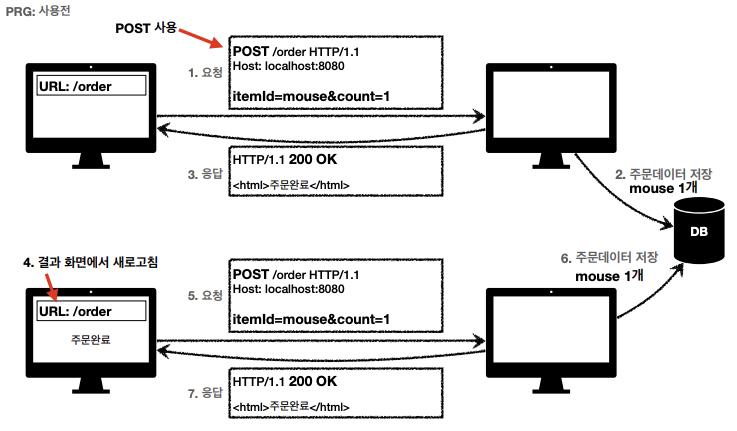 PRG: 사용전
POST 사용
POST /order HTTP/1.1
Host: localhost:8080
itemId=mouse&count=1
1. 요청
URL: /order
HTTP/1.1 200 OK
<html>주문완료</html>
3. 응답
2. 주문데이터 저장
mouse 1개
DB
4. 결과 화면에서 새로고침
URL: /order
주문완료
POST /order HTTP/1.1
Host: localhost:8080
itemId=mouse&count=1
5. 요청
6. 주문데이터 저장
mouse 1개
HTTP/1.1 200 OK
<html>주문완료</html>
7. 응답